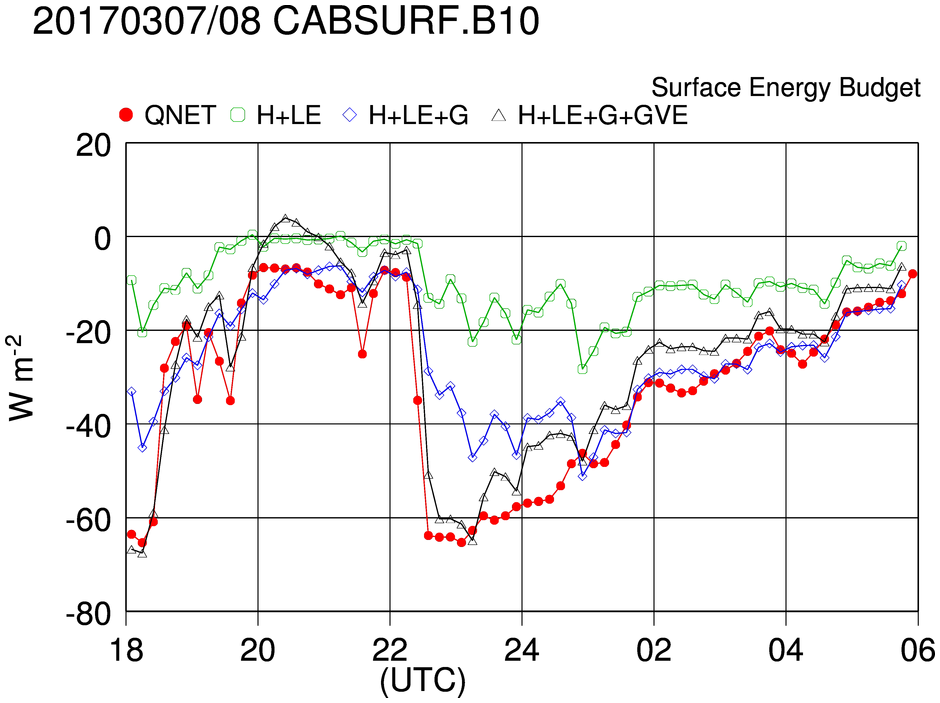 20170307/08 CABSURF.B10
Surface Energy Budget
QNET H+LE H+LE+G H+LE+G+GVE
20
0
-20
-40
-60
-80
W m-2
18 20 22 24 02 04 06
(UTC)